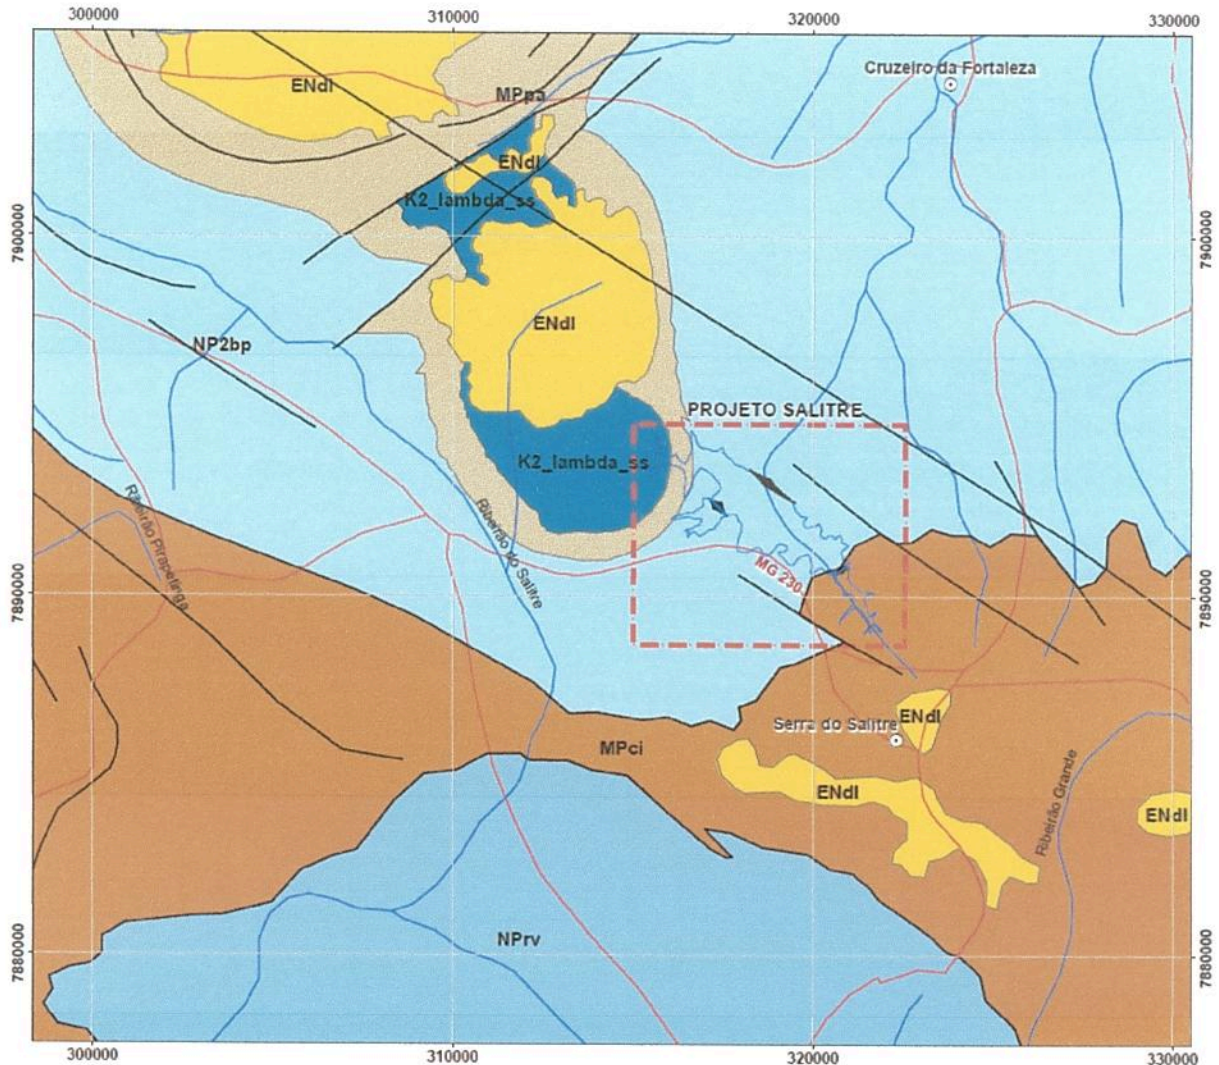 300000
310000
320000
330000
Cruzeiro da Fortaleza
ENdl
MPpa
ENdl
K2_lambda_ss
7900000
7900000
ENdl
NP2bp
PROJETO SALITRE
K2_lambda_ss
Ribeirão Pirapetinga
Ribeirão do Salitre
MG 230
7890000
7890000
Serra do Salitre
ENdl
MPci
ENdl
Ribeirão Grande
ENdl
NPrv
7880000
7880000
300000
310000
320000
330000